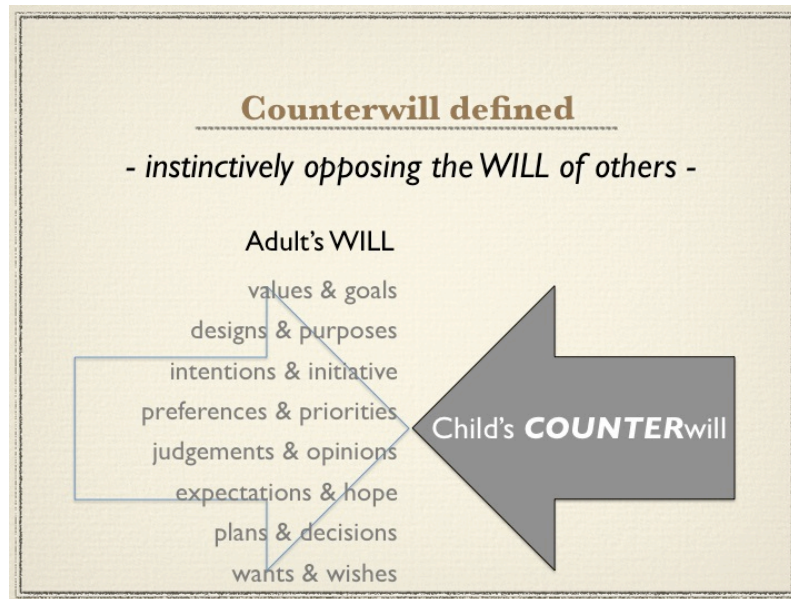 Counterwill defined
- instinctively opposing the WILL of others -
Adult's WILL
values & goals
designs & purposes
intentions & initiative
preferences & priorities
judgements & opinions
expectations & hope
plans & decisions
wants & wishes
Child's COUNTERwill